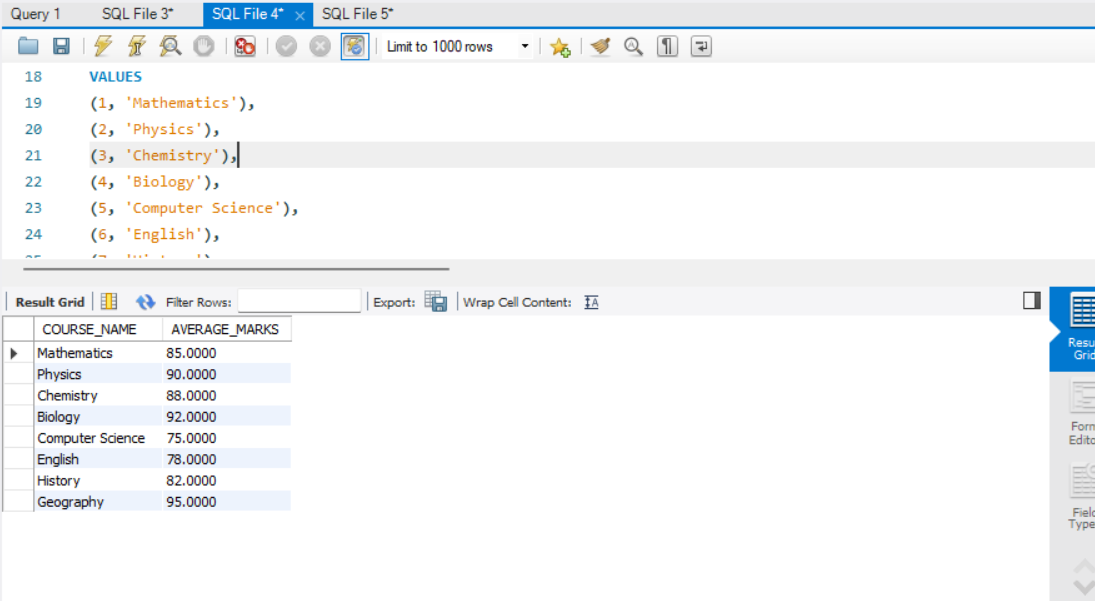 Query 1 SQL File 3* SQL File 4* SQL File 5*
Limit to 1000 rows
18 VALUES
19 (1, 'Mathematics'),
20 (2, 'Physics'),
21 (3, 'Chemistry'),
22 (4, 'Biology'),
23 (5, 'Computer Science'),
24 (6, 'English'),
Result Grid Filter Rows: Export: Wrap Cell Content:
COURSE_NAME AVERAGE_MARKS
Mathematics 85.0000
Physics 90.0000
Chemistry 88.0000
Biology 92.0000
Computer Science 75.0000
English 78.0000
History 82.0000
Geography 95.0000